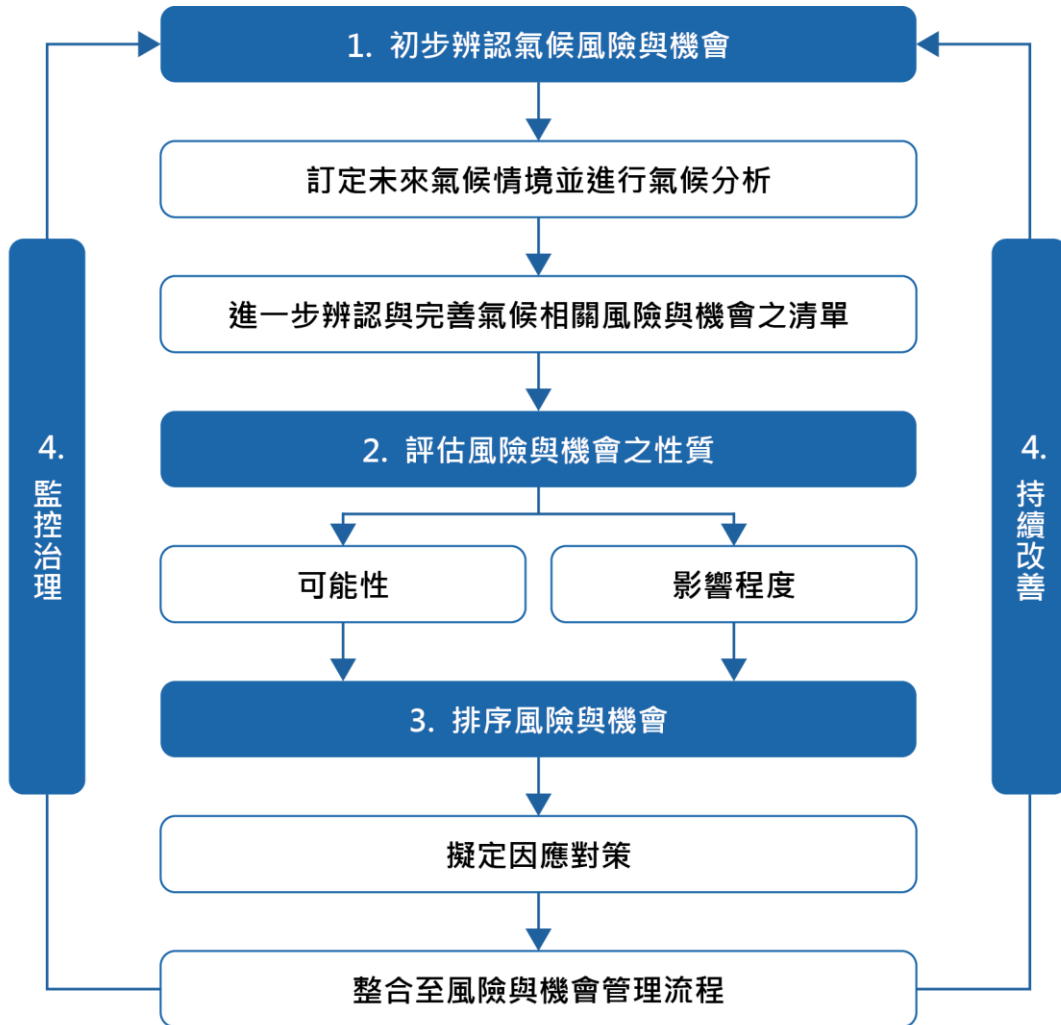 1. 初步辨認氣候風險與機會
訂定未來氣候情境並進行氣候分析
進一步辨認與完善氣候相關風險與機會之清單
2. 評估風險與機會之性質
可能性
影響程度
3. 排序風險與機會
擬定因應對策
整合至風險與機會管理流程
4. 監控治理
4. 持續改善